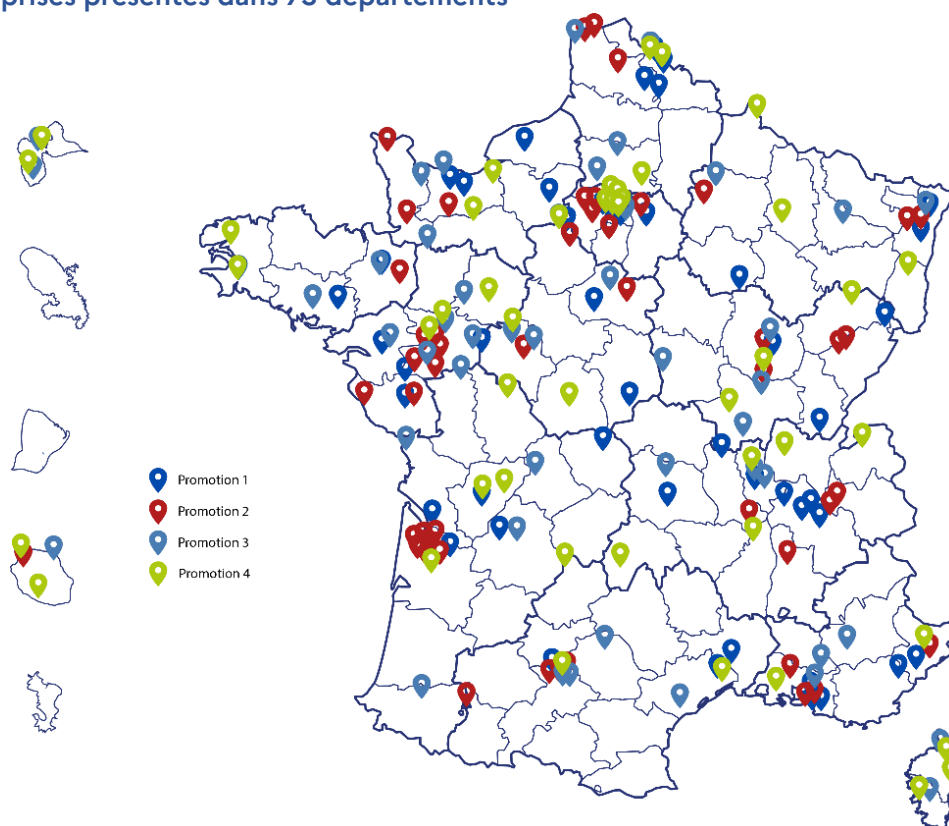 prises présentes dans départements
Promotion 1
Promotion 2
Promotion 3
Promotion 4